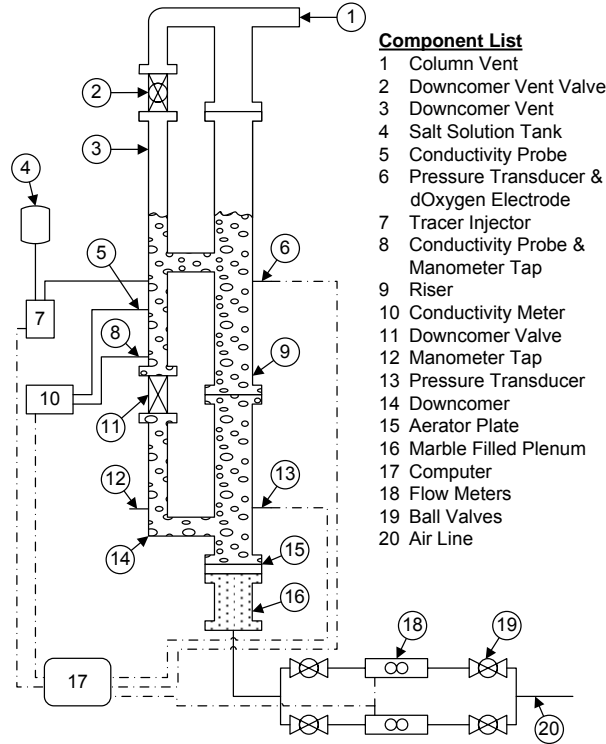 Component List
1 Column Vent
2 Downcomer Vent Valve
3 Downcomer Vent
4 Salt Solution Tank
5 Conductivity Probe
6 Pressure Transducer &
dOxygen Electrode
7 Tracer Injector
8 Conductivity Probe &
Manometer Tap
9 Riser
10 Conductivity Meter
11 Downcomer Valve
12 Manometer Tap
13 Pressure Transducer
14 Downcomer
15 Aerator Plate
16 Marble Filled Plenum
17 Computer
18 Flow Meters
19 Ball Valves
20 Air Line
1
2
3
4
5
6
7
8
9
10
11
12
13
14
15
16
17
18
19
20